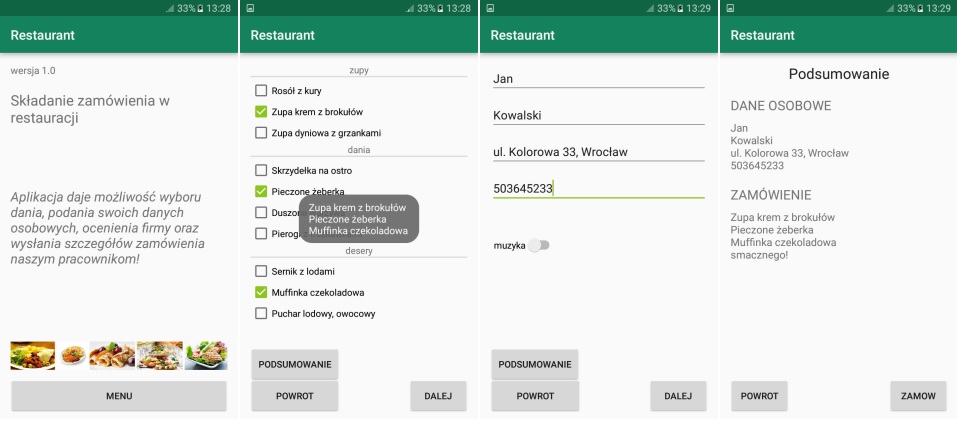 33% 13:28
Restaurant
wersja 1.0
Składanie zamówienia w
restauracji
Aplikacja daje możliwość wyboru
dania, podania swoich danych
osobowych, ocenienia firmy oraz
wysłania szczegółów zamówienia
naszym pracownikom!
MENU
33% 13:28
Restaurant
zupy
Rosół z kury
Zupa krem z brokułów
Zupa dyniowa z grzankami
dania
Skrzydełka na ostro
Pieczone żeberka
Duszone
Pierogi
Zupa krem z brokułów
Pieczone żeberka
Muffinka czekoladowa
desery
Sernik z lodami
Muffinka czekoladowa
Puchar lodowy, owocowy
PODSUMOWANIE
POWROT DALEJ
33% 13:29
Restaurant
Jan
Kowalski
ul. Kolorowa 33, Wrocław
503645233
muzyka
PODSUMOWANIE
POWROT DALEJ
33% 13:29
Restaurant
Podsumowanie
DANE OSOBOWE
Jan
Kowalski
ul. Kolorowa 33, Wrocław
503645233
ZAMÓWIENIE
Zupa krem z brokułów
Pieczone żeberka
Muffinka czekoladowa
smacznego!
POWROT ZAMOW